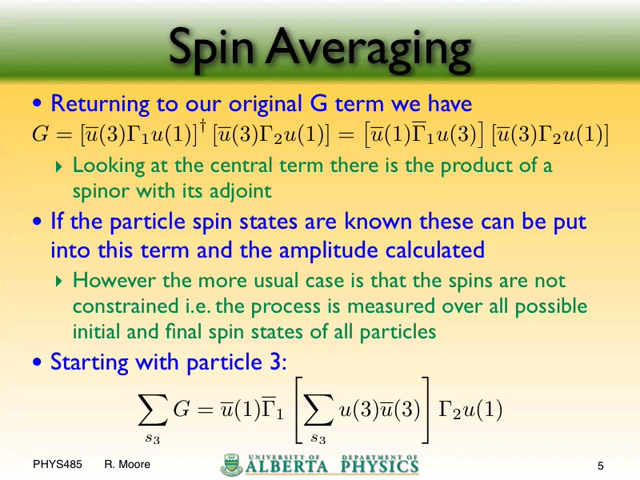 Spin Averaging
• Returning to our original G term we have
G = [u̅(3)Γ₁u(1)]† [u̅(3)Γ₂u(1)] = [u̅(1)Γ̅₁u(3)] [u̅(3)Γ₂u(1)]
‣ Looking at the central term there is the product of a
spinor with its adjoint
• If the particle spin states are known these can be put
into this term and the amplitude calculated
‣ However the more usual case is that the spins are not
constrained i.e. the process is measured over all possible
initial and final spin states of all particles
• Starting with particle 3:
∑_{s₃} G = u̅(1)Γ̅₁ [∑_{s₃} u(3)u̅(3)] Γ₂u(1)
PHYS485 R. Moore
UNIVERSITY OF DEPARTMENT OF
ALBERTA PHYSICS
5